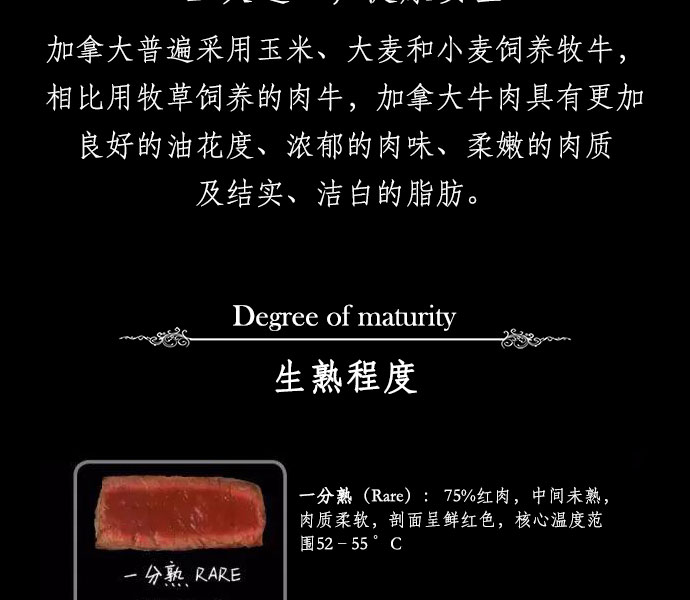 加拿大普遍采用玉米、大麦和小麦饲养牧牛，
相比用牧草饲养的肉牛，加拿大牛肉具有更加
良好的油花度、浓郁的肉味、柔嫩的肉质
及结实、洁白的脂肪。
Degree of maturity
生熟程度
一分熟（Rare）：75%红肉，中间未熟，
肉质柔软，剖面呈鲜红色，核心温度范
围52－55°C
一分熟 RARE